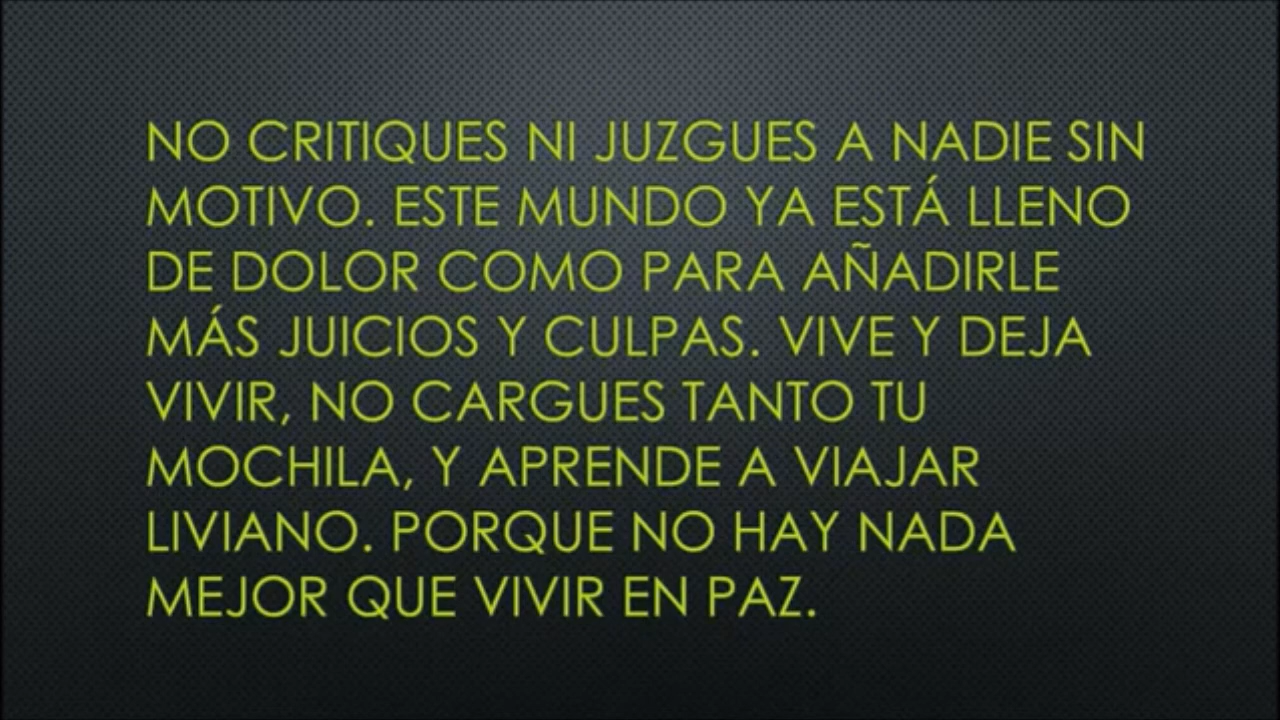 NO CRITIQUES NI JUZGUES A NADIE SIN
MOTIVO. ESTE MUNDO YA ESTÁ LLENO
DE DOLOR COMO PARA AÑADIRLE
MÁS JUICIOS Y CULPAS. VIVE Y DEJA
VIVIR, NO CARGUES TANTO TU
MOCHILA, Y APRENDE A VIAJAR
LIVIANO. PORQUE NO HAY NADA
MEJOR QUE VIVIR EN PAZ.